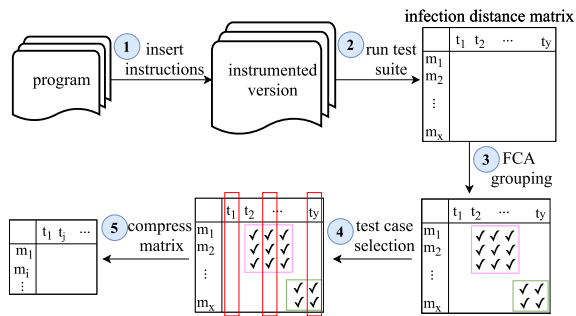 infection distance matrix
program
1 insert
instructions
instrumented
version
2 run test
suite
t1 t2 ... ty
m1
m2
⋮
mx
3 FCA
grouping
t1 t2 ... ty
m1
m2
⋮
mx
✓ ✓ ✓
✓ ✓ ✓
✓ ✓ ✓
✓ ✓
✓ ✓
4 test case
selection
t1 t2 ... ty
m1
m2
⋮
mx
✓ ✓ ✓
✓ ✓ ✓
✓ ✓ ✓
✓ ✓
✓ ✓
5 compress
matrix
t1 tj ...
m1
mi
⋮